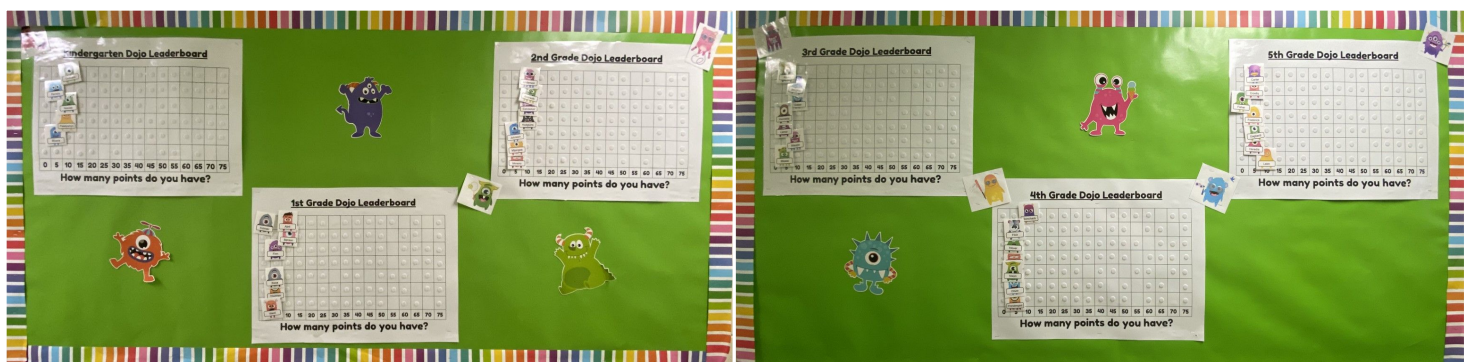 Kindergarten Dojo Leaderboard
0 5 10 15 20 25 30 35 40 45 50 55 60 65 70 75
How many points do you have?
1st Grade Dojo Leaderboard
10 15 20 25 30 35 40 45 50 55 60 65 70 75
How many points do you have?
2nd Grade Dojo Leaderboard
0 5 10 15 20 25 30 35 40 45 50 55 60 65 70 75
How many points do you have?
3rd Grade Dojo Leaderboard
10 15 20 25 30 35 40 45 50 55 60 65 70 75
How many points do you have?
4th Grade Dojo Leaderboard
10 15 20 25 30 35 40 45 50 55 60 65 70 75
How many points do you have?
5th Grade Dojo Leaderboard
0 5 10 15 20 25 30 35 40 45 50 55 60 65 70 75
How many points do you have?